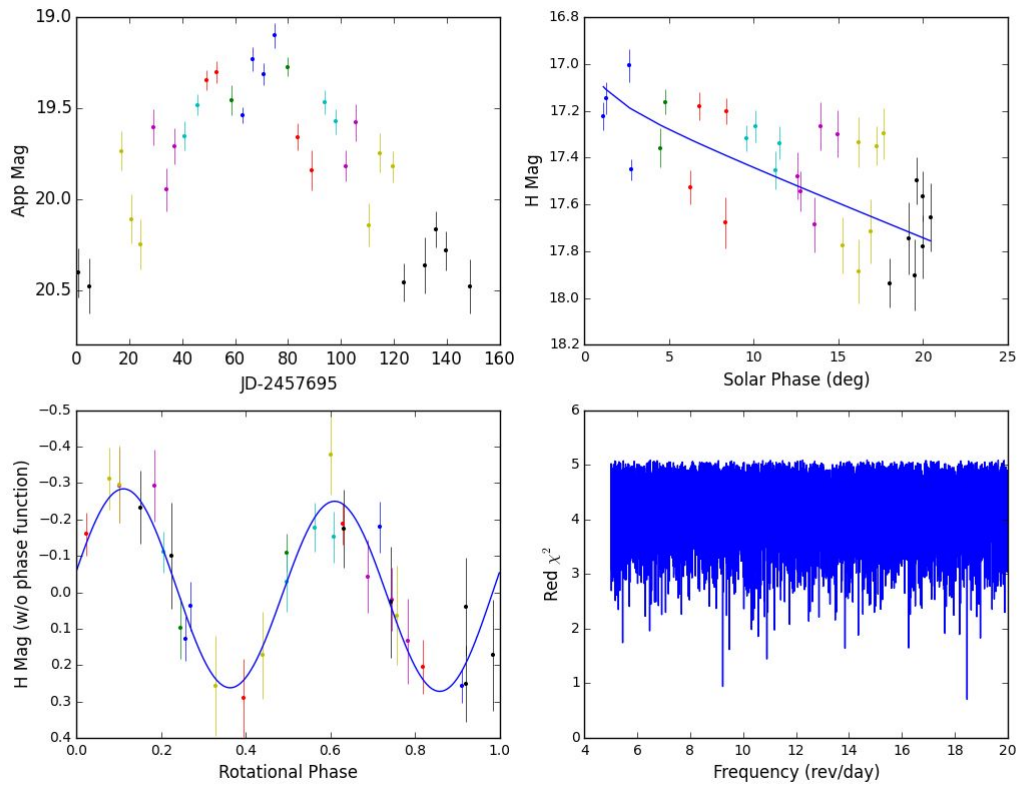 19.0
19.5
20.0
20.5
App Mag
0 20 40 60 80 100 120 140 160
JD-2457695
16.8
17.0
17.2
17.4
17.6
17.8
18.0
18.2
H Mag
0 5 10 15 20 25
Solar Phase (deg)
−0.5
−0.4
−0.3
−0.2
−0.1
0.0
0.1
0.2
0.3
0.4
H Mag (w/o phase function)
0.0 0.2 0.4 0.6 0.8 1.0
Rotational Phase
6
5
4
3
2
1
0
Red χ²
4 6 8 10 12 14 16 18 20
Frequency (rev/day)